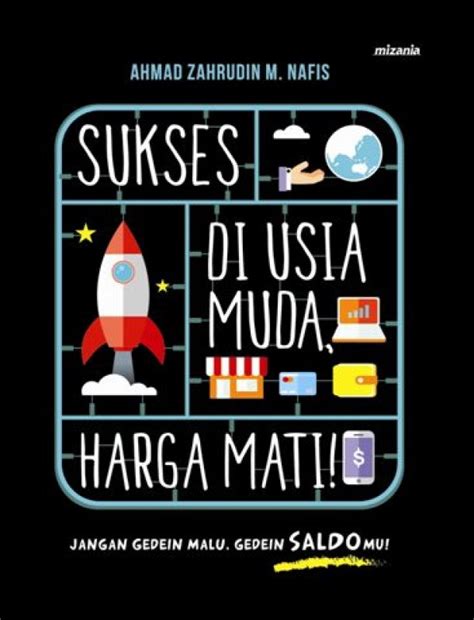 mizania
AHMAD ZAHRUDIN M. NAFIS
SUKSES
DI USIA
MUDA,
HARGA MATI!
$
JANGAN GEDEIN MALU. GEDEIN SALDOMU!